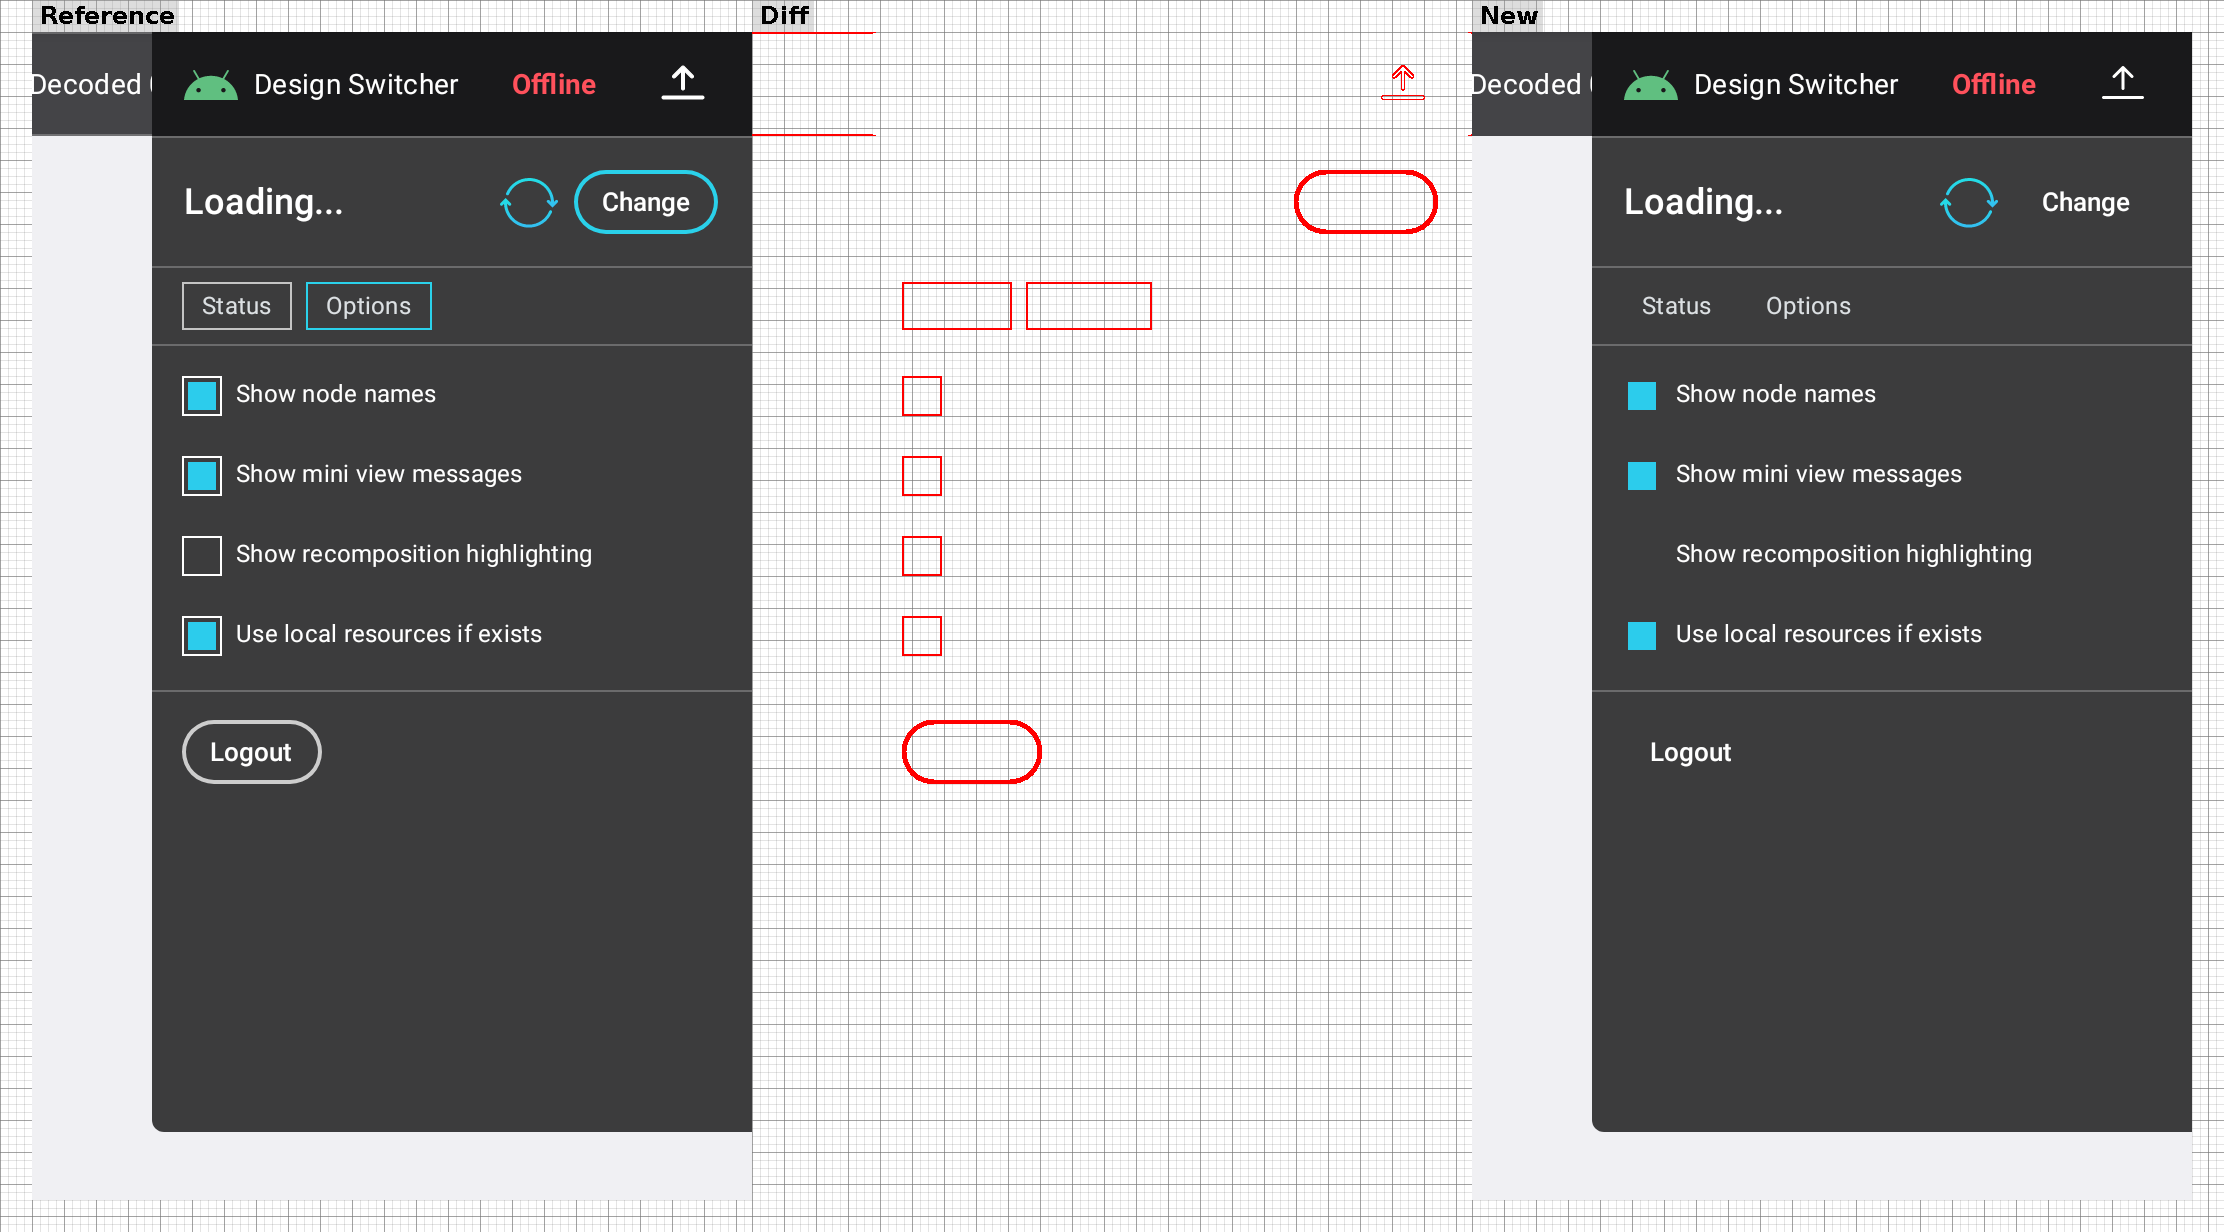 Reference
Diff
New
Decoded
Design Switcher
Offline
Loading...
Change
Status
Options
Show node names
Show mini view messages
Show recomposition highlighting
Use local resources if exists
Logout
Decoded
Design Switcher
Offline
Loading...
Change
Status
Options
Show node names
Show mini view messages
Show recomposition highlighting
Use local resources if exists
Logout